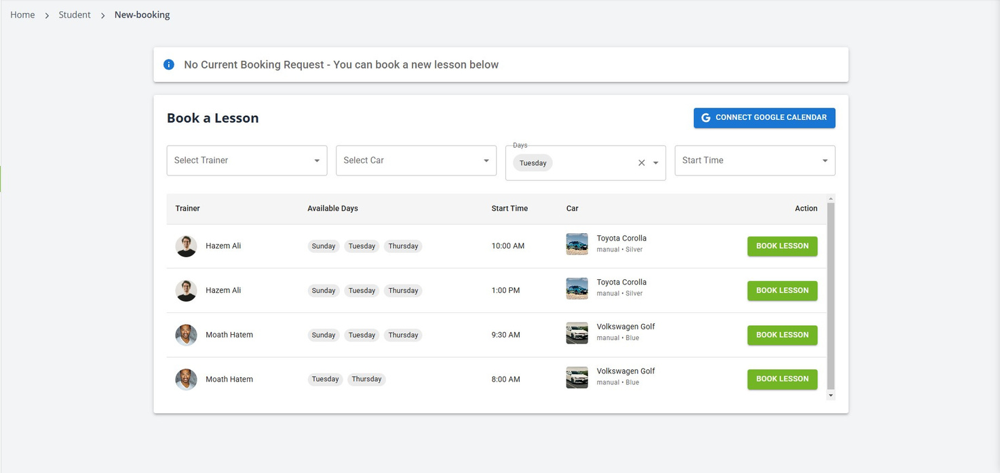 Home > Student > New-booking
No Current Booking Request - You can book a new lesson below
Book a Lesson
CONNECT GOOGLE CALENDAR
Select Trainer Select Car Days Tuesday Start Time
Trainer Available Days Start Time Car Action
Hazem Ali Sunday Tuesday Thursday 10:00 AM Toyota Corolla BOOK LESSON
manual • Silver
Hazem Ali Sunday Tuesday Thursday 1:00 PM Toyota Corolla BOOK LESSON
manual • Silver
Moath Hatem Sunday Tuesday Thursday 9:30 AM Volkswagen Golf BOOK LESSON
manual • Blue
Moath Hatem Tuesday Thursday 8:00 AM Volkswagen Golf BOOK LESSON
manual • Blue